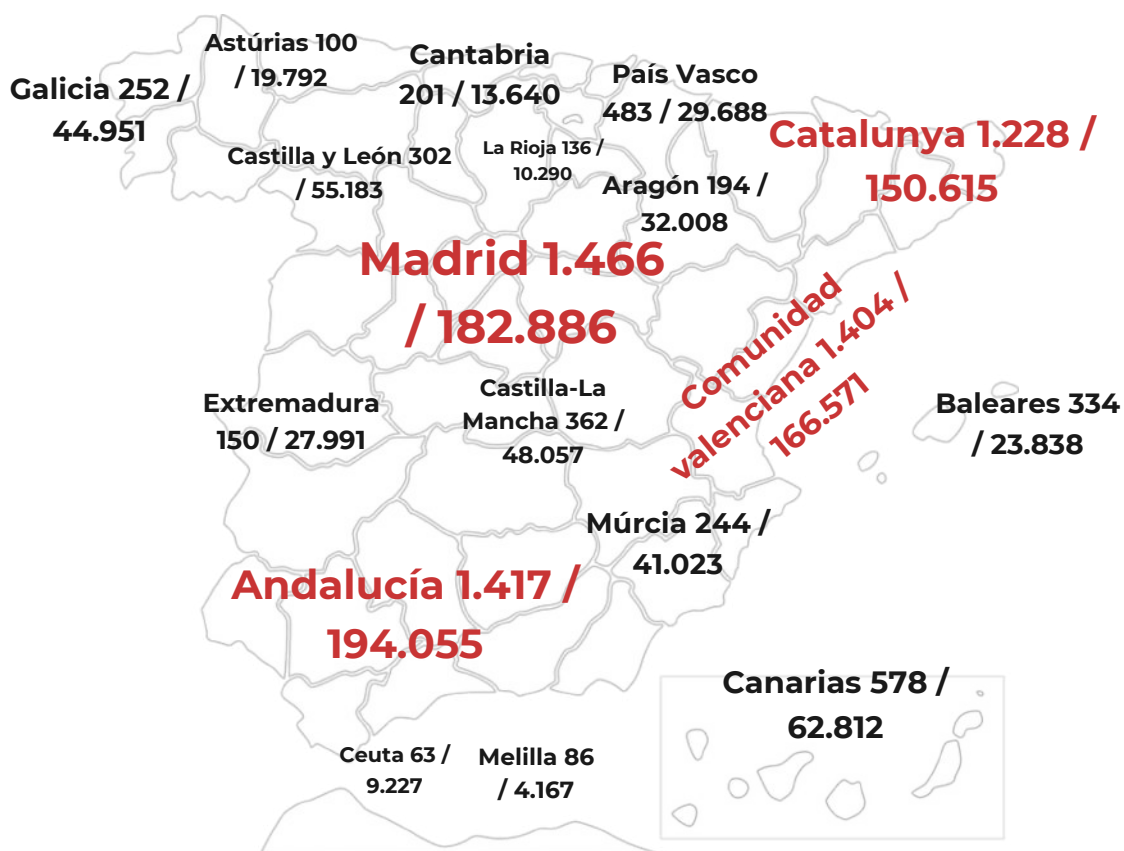 Astúrias 100
/ 19.792
Cantabria
201 / 13.640
País Vasco
483 / 29.688
Galicia 252 /
44.951
Catalunya 1.228 /
150.615
Castilla y León 302
/ 55.183
La Rioja 136 /
10.290
Aragón 194 /
32.008
Madrid 1.466
/ 182.886
Comunidad
valenciana 1.404 /
166.571
Extremadura
150 / 27.991
Castilla-La
Mancha 362 /
48.057
Baleares 334
/ 23.838
Múrcia 244 /
41.023
Andalucía 1.417 /
194.055
Canarias 578 /
62.812
Ceuta 63 /
9.227
Melilla 86
/ 4.167